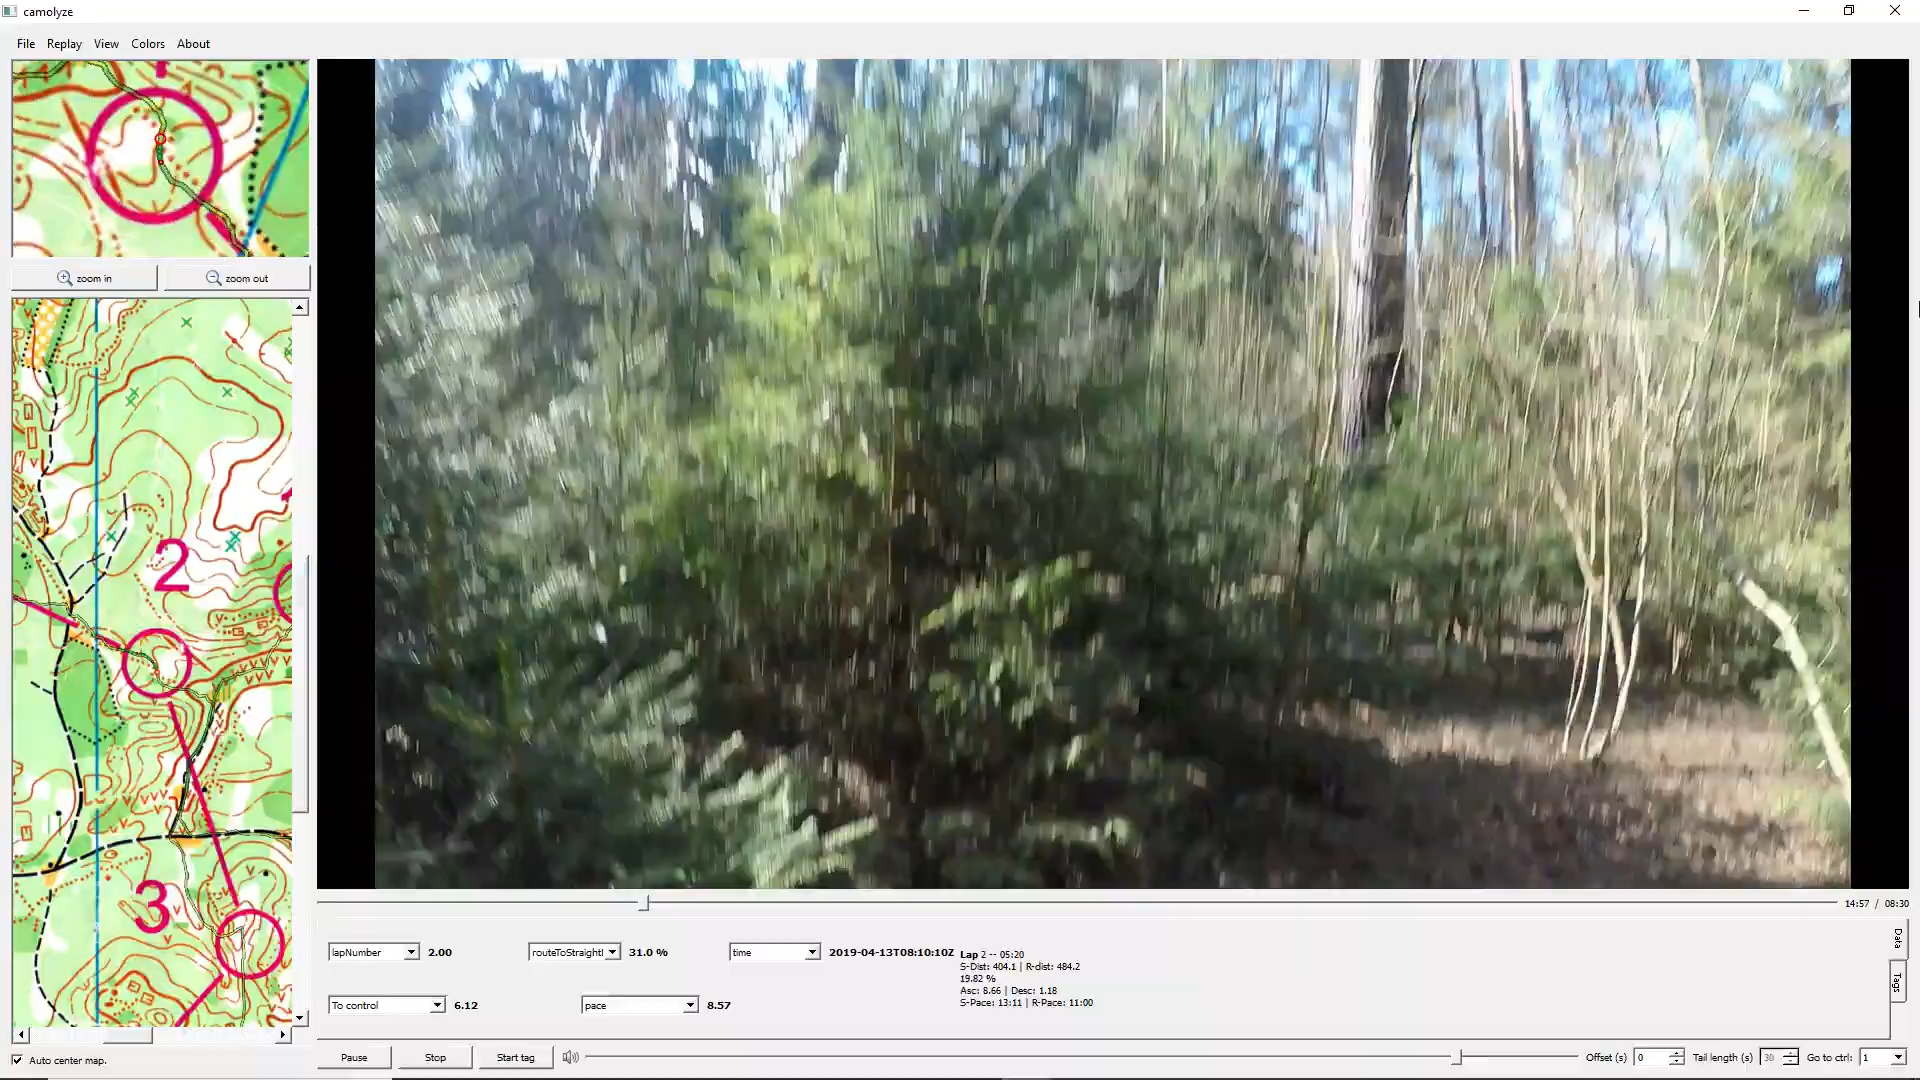 camolyze
File Replay View Colors About
zoom in zoom out
2
3
14:57 / 08:30
lapNumber 2.00 routeToStraightl 31.0 % time 2019-04-13T08:10:10Z
To control 6.12 pace 8.57
Lap 2 -- 05:20
S-Dist: 404.1 | R-dist: 484.2
19.82 %
Asc: 8.66 | Desc: 1.18
S-Pace: 13:11 | R-Pace: 11:00
Data
Tags
Auto center map.
Pause Stop Start tag Offset (s) 0 Tail length (s) 30 Go to ctrl: 1